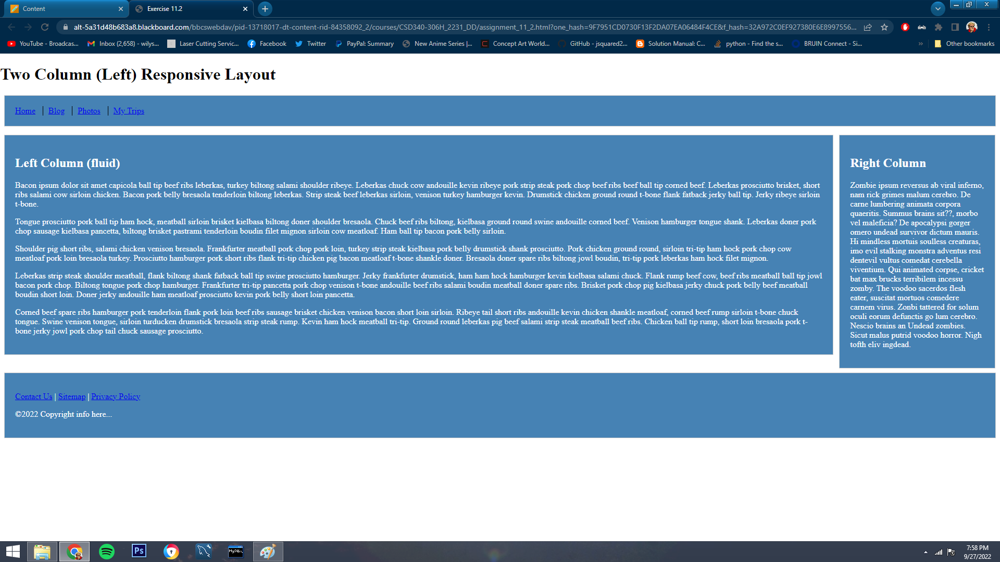 Content
Exercise 11.2
alt-5a31d48b683a8.blackboard.com/bbcswebdav/pid-13718017-dt-content-rid-84358092_2/courses/CSD340-306H_2231_DD/assignment_11_2.html?one_hash=9F7951CD0730F13F2DA07EA06484F4CE&f_hash=32A972C0EF927380E6E8997556...
YouTube - Broadcas...
Inbox (2,658) - wilys...
Laser Cutting Servic...
Facebook
Twitter
PayPal: Summary
New Anime Series |...
Concept Art World...
GitHub - jsquared2...
Solution Manual: C...
python - Find the s...
BRUIN Connect - Si...
Other bookmarks
Two Column (Left) Responsive Layout
Home
Blog
Photos
My Trips
Left Column (fluid)
Bacon ipsum dolor sit amet capicola ball tip beef ribs leberkas, turkey biltong salami shoulder ribeye. Leberkas chuck cow andouille kevin ribeye pork strip steak pork chop beef ribs beef ball tip corned beef. Leberkas prosciutto brisket, short
ribs salami cow sirloin chicken. Bacon pork belly bresaola tenderloin biltong leberkas. Strip steak beef leberkas sirloin, venison turkey hamburger kevin. Drumstick chicken ground round t-bone flank fatback jerky ball tip. Jerky ribeye sirloin
t-bone.
Tongue prosciutto pork ball tip ham hock, meatball sirloin brisket kielbasa biltong doner shoulder bresaola. Chuck beef ribs biltong, kielbasa ground round swine andouille corned beef. Venison hamburger tongue shank. Leberkas doner pork
chop sausage kielbasa pancetta, biltong brisket pastrami tenderloin boudin filet mignon sirloin cow meatloaf. Ham ball tip bacon pork belly sirloin.
Shoulder pig short ribs, salami chicken venison bresaola. Frankfurter meatball pork chop pork loin, turkey strip steak kielbasa pork belly drumstick shank prosciutto. Pork chicken ground round, sirloin tri-tip ham hock pork chop cow
meatloaf pork loin bresaola turkey. Prosciutto hamburger pork short ribs flank tri-tip chicken pig bacon meatloaf t-bone shankle doner. Bresaola doner spare ribs biltong jowl boudin, tri-tip pork leberkas ham hock filet mignon.
Leberkas strip steak shoulder meatball, flank biltong shank fatback ball tip swine prosciutto hamburger. Jerky frankfurter drumstick, ham ham hock hamburger kevin kielbasa salami chuck. Flank rump beef cow, beef ribs meatball ball tip jowl
bacon pork chop. Biltong tongue pork chop hamburger. Frankfurter tri-tip pancetta pork chop venison t-bone andouille beef ribs salami boudin meatball doner spare ribs. Brisket pork chop pig kielbasa jerky chuck pork belly beef meatball
boudin short loin. Doner jerky andouille ham meatloaf prosciutto kevin pork belly short loin pancetta.
Corned beef spare ribs hamburger pork tenderloin flank pork loin beef ribs sausage brisket chicken venison bacon short loin sirloin. Ribeye tail short ribs andouille kevin chicken shankle meatloaf, corned beef rump sirloin t-bone chuck
tongue. Swine venison tongue, sirloin turducken drumstick bresaola strip steak rump. Kevin ham hock meatball tri-tip. Ground round leberkas pig beef salami strip steak meatball beef ribs. Chicken ball tip rump, short loin bresaola pork t-
bone jerky jowl pork chop tail chuck sausage prosciutto.
Right Column
Zombie ipsum reversus ab viral inferno,
nam rick grimes malum cerebro. De
carne lumbering animata corpora
quaeritis. Summus brains sit??, morbo
vel maleficia? De apocalypsi gorger
omero undead survivor dictum mauris.
Hi mindless mortuis soulless creaturas,
imo evil stalking monstra adventus resi
dentevil vultus comedat cerebella
viventium. Qui animated corpse, cricket
bat max brucks terribilem incessu
zomby. The voodoo sacerdos flesh
eater, suscitat mortuos comedere
carnem virus. Zonbi tattered for solum
oculi eorum defunctis go lum cerebro.
Nescio brains an Undead zombies.
Sicut malus putrid voodoo horror. Nigh
tofth eliv ingdead.
Contact Us | Sitemap | Privacy Policy
©2022 Copyright info here...
Ps
MySQL
7:58 PM
9/27/2022